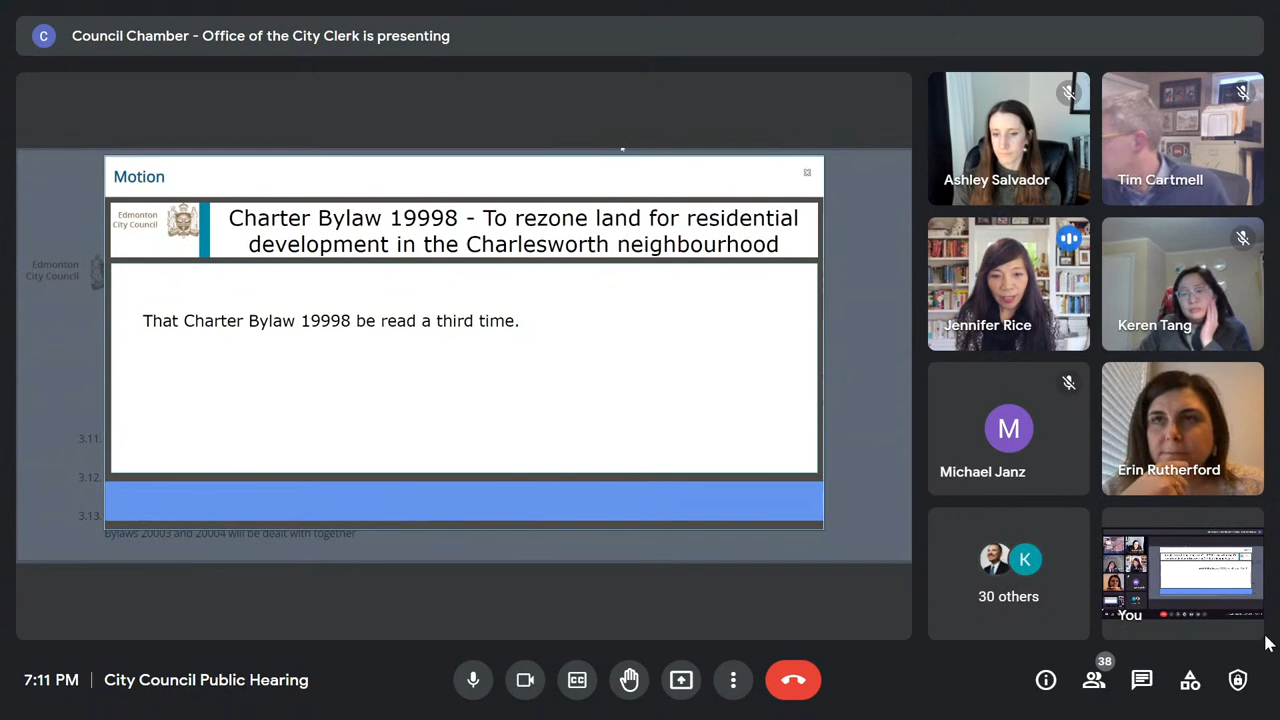 C
Council Chamber - Office of the City Clerk is presenting
Motion
Edmonton
City Council
Charter Bylaw 19998 - To rezone land for residential
development in the Charlesworth neighbourhood
Edmonton
City Council
That Charter Bylaw 19998 be read a third time.
3.11.
3.12.
3.13.
Bylaws 20003 and 20004 will be dealt with together
Ashley Salvador
Tim Cartmell
Jennifer Rice
Keren Tang
M
Michael Janz
Erin Rutherford
K
30 others
You
7:11 PM
City Council Public Hearing
38